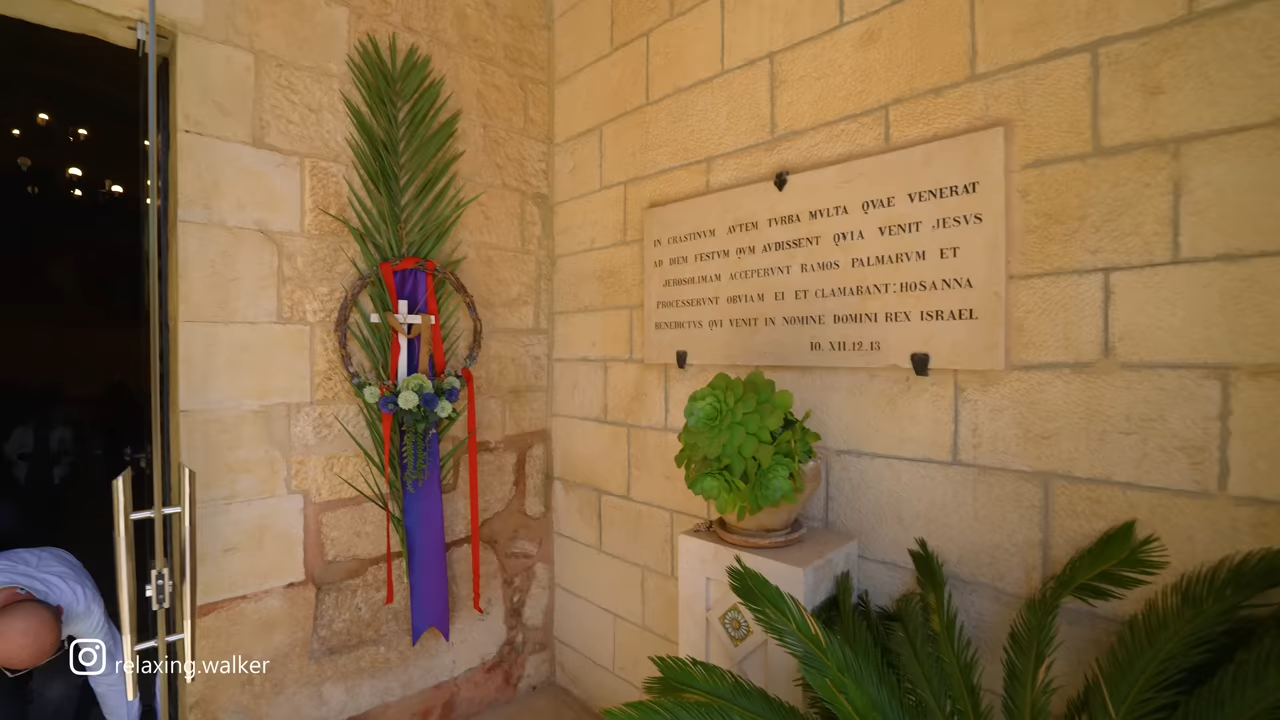 IN CRASTINVM AVTEM TVRBA MVLTA QVAE VENERAT
AD DIEM FESTVM QVM AVDISSENT QVIA VENIT JESVS
JEROSOLIMAM ACCEPERVNT RAMOS PALMARVM ET
PROCESSERVNT OBVIAM EI ET CLAMABANT:HOSANNA
BENEDICTVS QVI VENIT IN NOMINE DOMINI REX ISRAEL
IO. XII.12.13
relaxing.walker